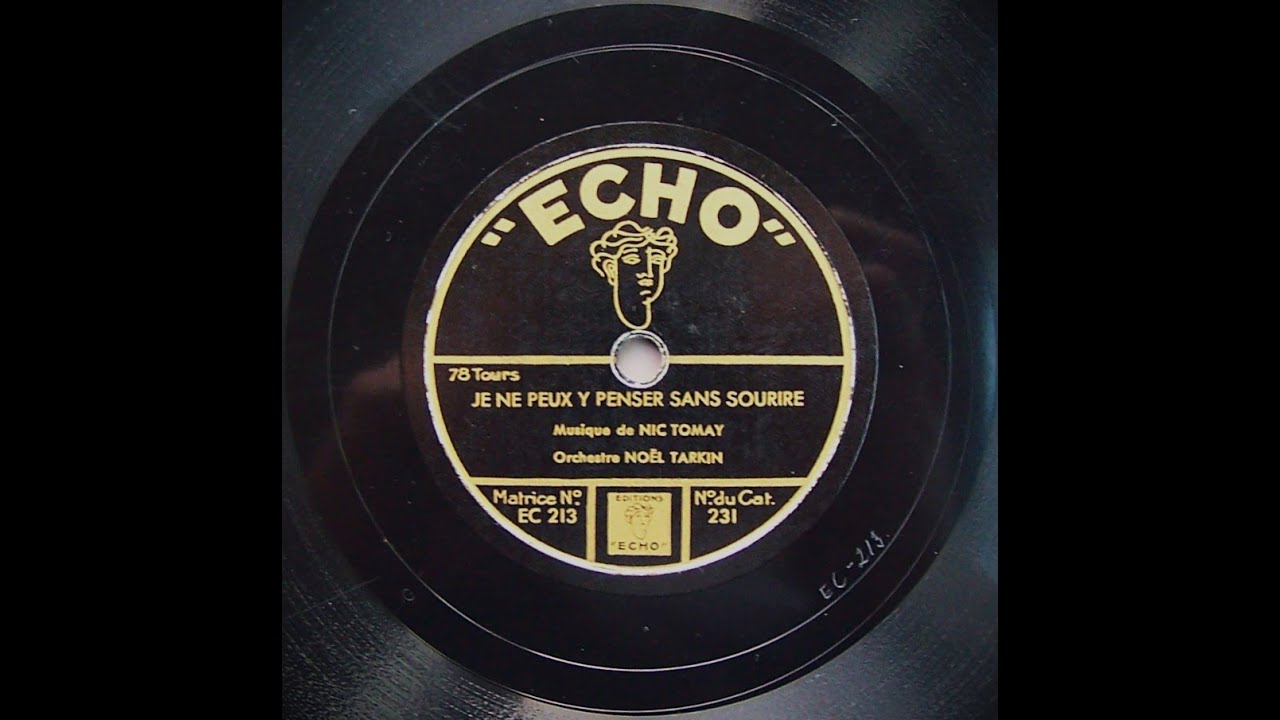 "ECHO"
78 Tours
JE NE PEUX Y PENSER SANS SOURIRE
Musique de NIC TOMAY
Orchestre NOËL TARKIN
Matrice No.
EC 213
EDITIONS
"ECHO"
No. du Cat.
231
EC-213.